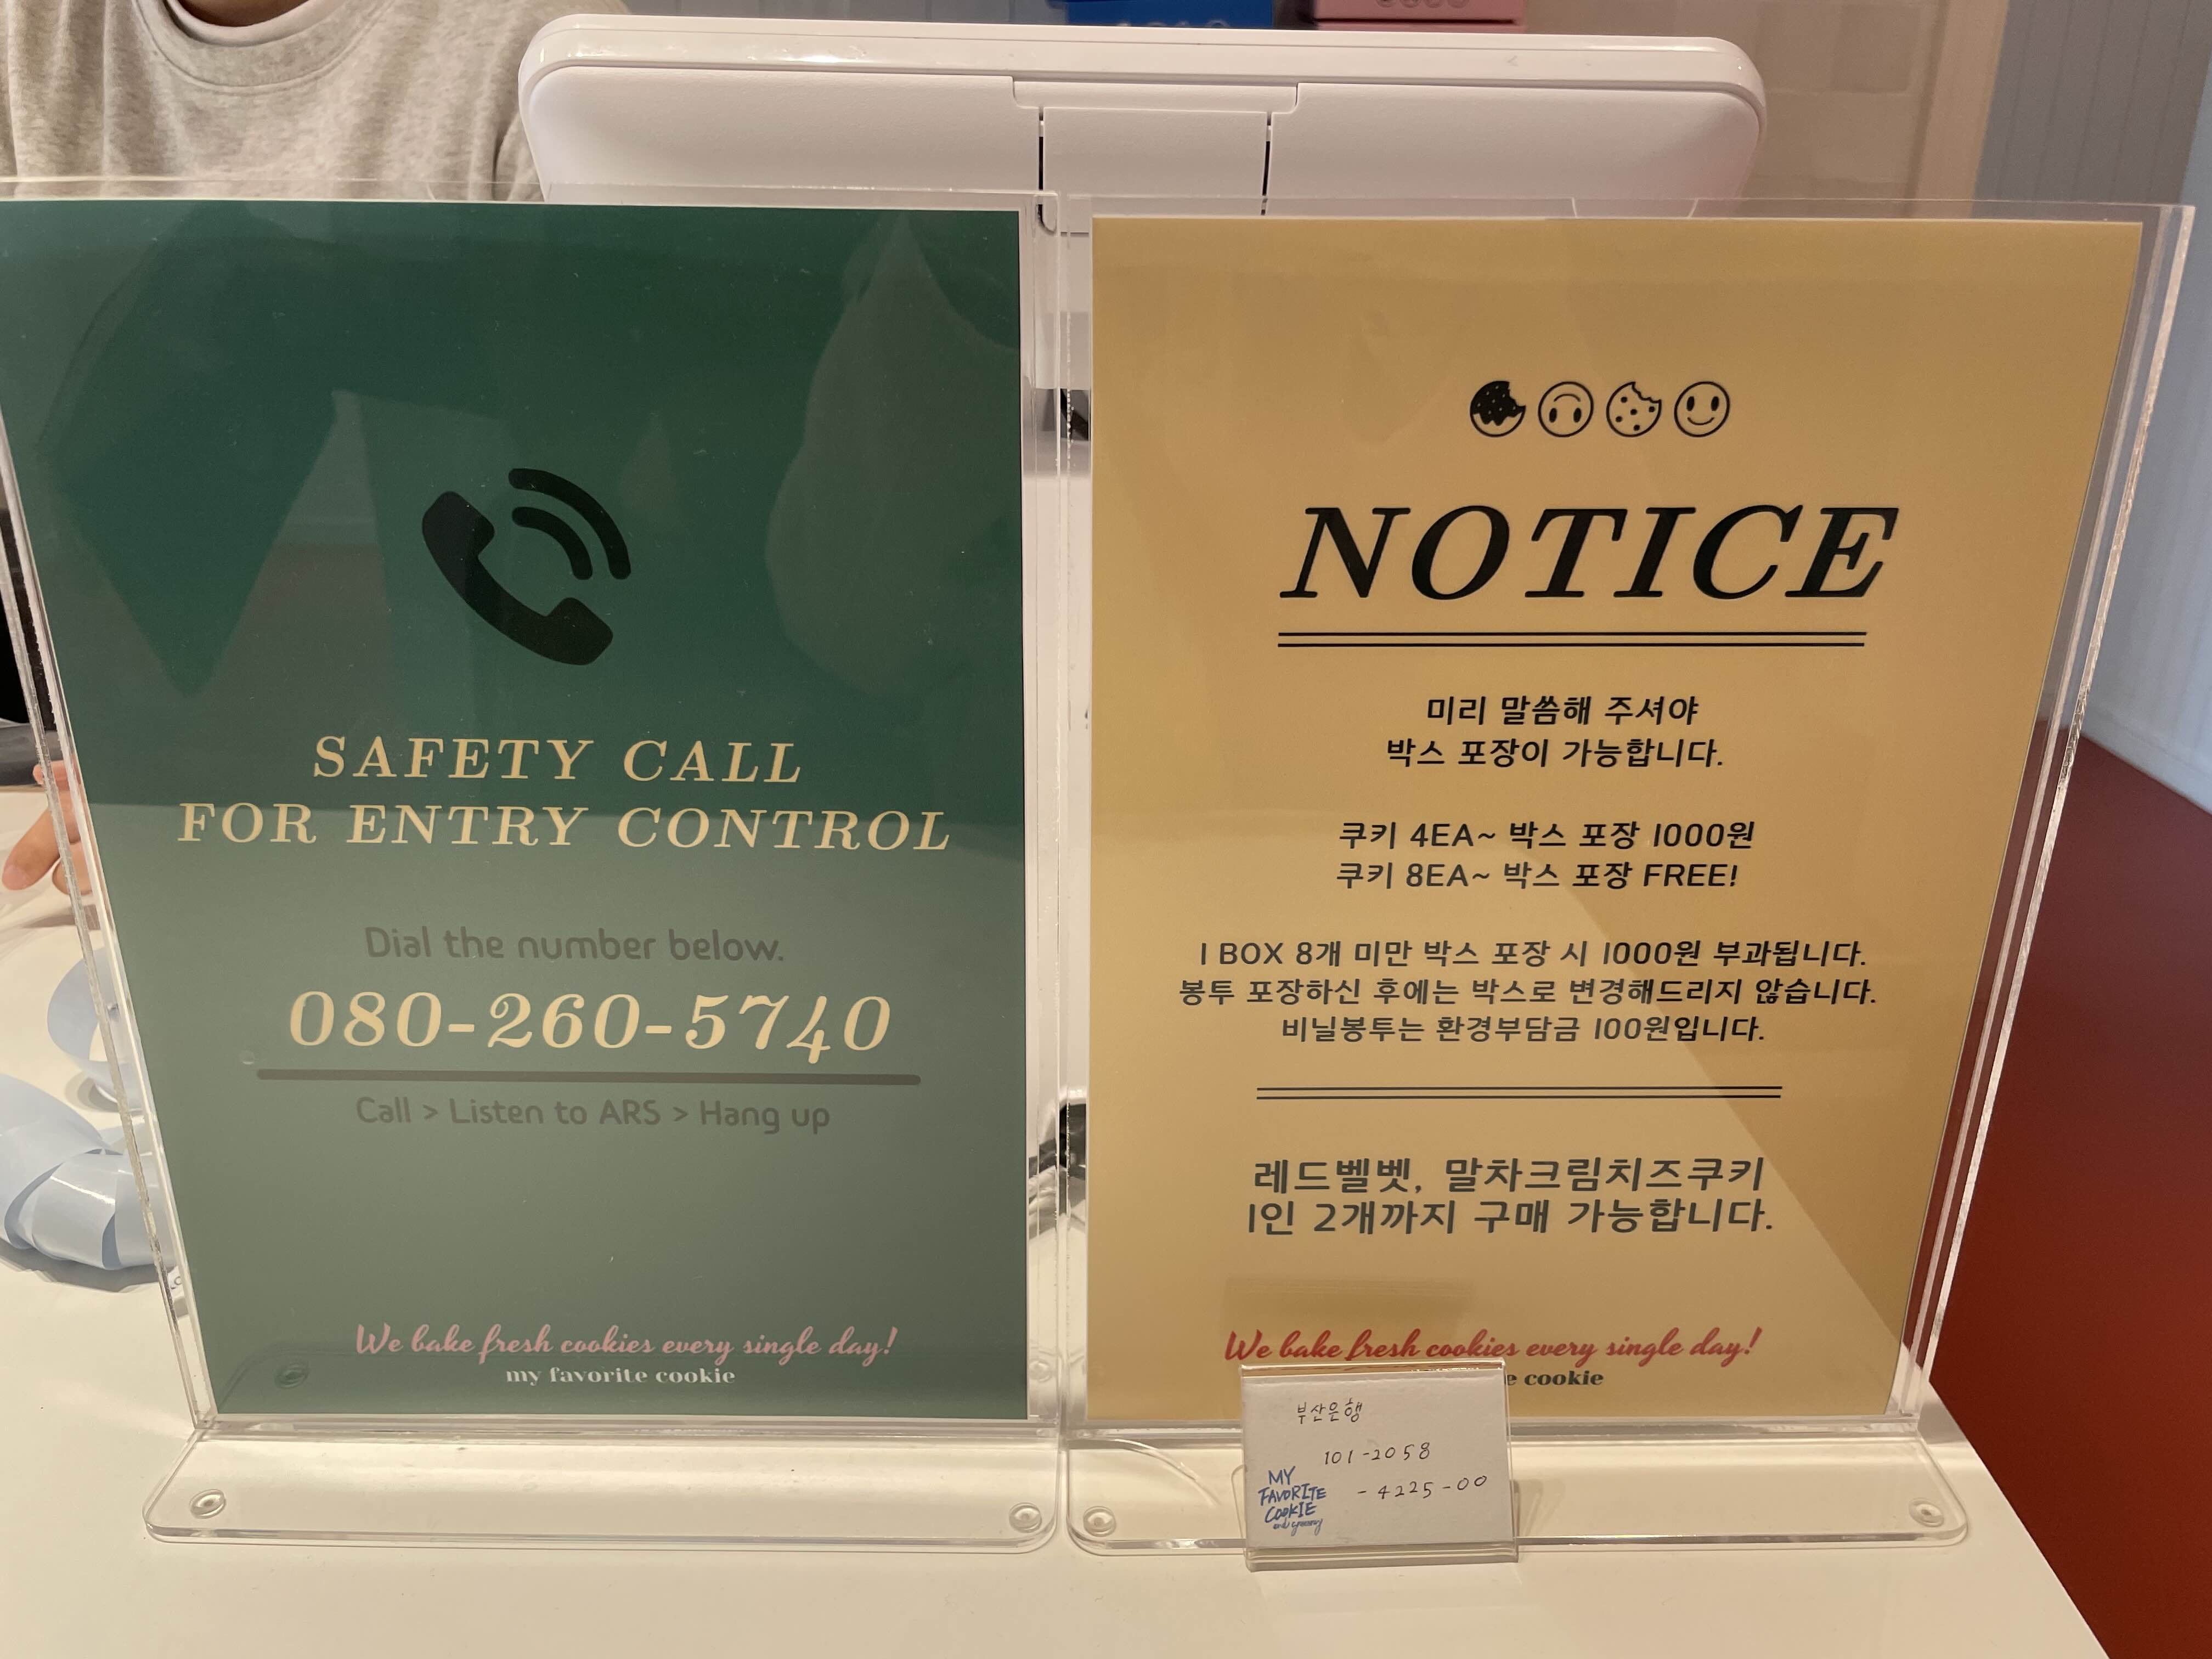 SAFETY CALL
FOR ENTRY CONTROL
Dial the number below.
080-260-5740
Call > Listen to ARS > Hang up
We bake fresh cookies every single day!
my favorite cookie
NOTICE
미리 말씀해 주셔야
박스 포장이 가능합니다.
쿠키 4EA~ 박스 포장 1000원
쿠키 8EA~ 박스 포장 FREE!
1 BOX 8개 미만 박스 포장 시 1000원 부과됩니다.
봉투 포장하신 후에는 박스로 변경해드리지 않습니다.
비닐봉투는 환경부담금 100원입니다.
레드벨벳, 말차크림치즈쿠키
1인 2개까지 구매 가능합니다.
We bake fresh cookies every single day!
cookie
부산은행
101-2058
-4225-00
MY
FAVORITE
COOKIE